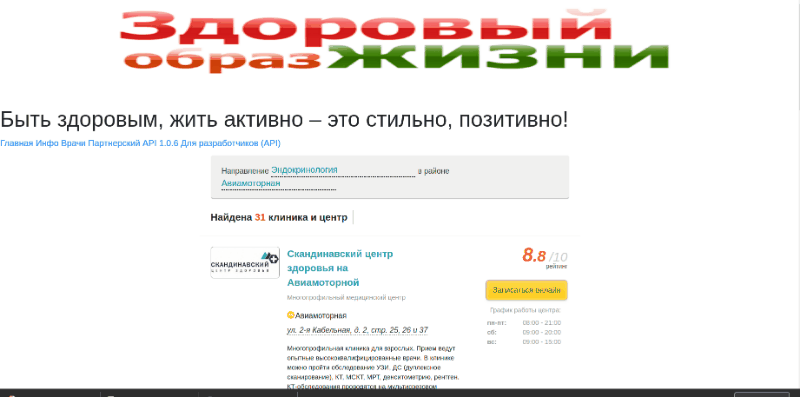 Здоровый
образ жизни
Быть здоровым, жить активно – это стильно, позитивно!
Главная Инфо Врачи Партнерский API 1.0.6 Для разработчиков (API)
Направление Эндокринология в районе
Авиамоторная
Найдена 31 клиника и центр
СКАНДИНАВСКИЙ
ЦЕНТР ЗДОРОВЬЯ
Скандинавский центр
здоровья на
Авиамоторной
Многопрофильный медицинский центр
Авиамоторная
ул. 2-я Кабельная, д. 2, стр. 25, 26 и 37
Многопрофильная клиника для взрослых. Прием ведут
опытные высококвалифицированные врачи. В клинике
можно пройти обследование УЗИ, ДС (дуплексное
сканирование), КТ, МСКТ, МРТ, денситометрию, рентген.
КТ-обследования проводятся на мультисрезовом
8.8 /10
рейтинг
Записаться онлайн
График работы центра:
пн-пт: 08:00 - 21:00
сб: 09:00 - 20:00
вс: 09:00 - 18:00